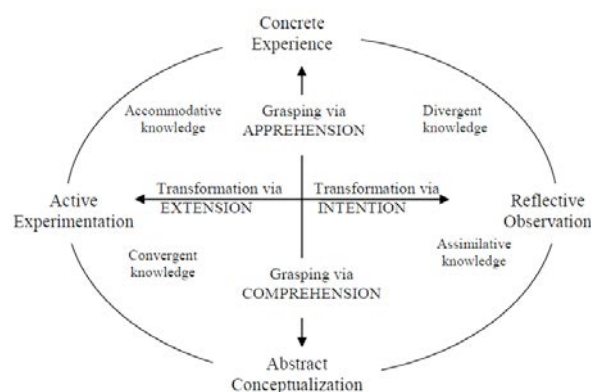 Concrete
Experience
Accommodative
knowledge
Grasping via
APPREHENSION
Divergent
knowledge
Active
Experimentation
Transformation via
EXTENSION
Transformation via
INTENTION
Reflective
Observation
Convergent
knowledge
Grasping via
COMPREHENSION
Assimilative
knowledge
Abstract
Conceptualization